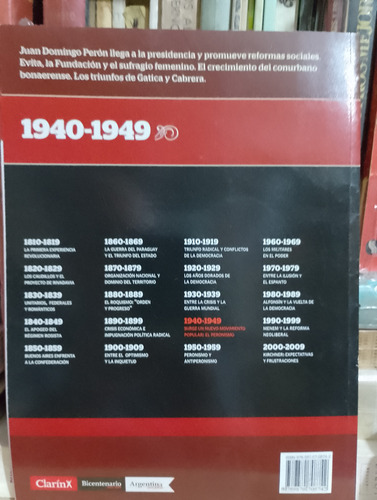 Juan Domingo Perón llega a la presidencia y promueve reformas sociales.
Evita, la Fundación y el sufragio femenino. El crecimiento del conurbano
bonaerense. Los triunfos de Gatica y Cabrera.
1940-1949
1810-1819
LA PRIMERA EXPERIENCIA
REVOLUCIONARIA
1820-1829
LOS CAUDILLOS Y EL
PROYECTO DE RIVADAVIA
1830-1839
UNITARIOS, FEDERALES
Y ROMÁNTICOS
1840-1849
EL APOGEO DEL
RÉGIMEN ROSISTA
1850-1859
BUENOS AIRES ENFRENTA
A LA CONFEDERACIÓN
1860-1869
LA GUERRA DEL PARAGUAY
Y EL TRIUNFO DEL ESTADO
1870-1879
ORGANIZACIÓN NACIONAL Y
DOMINIO DEL TERRITORIO
1880-1889
EL ROQUISMO: "ORDEN
Y PROGRESO"
1890-1899
CRISIS ECONÓMICA E
IMPUGNACIÓN POLÍTICA RADICAL
1900-1909
ENTRE EL OPTIMISMO
Y LA INQUIETUD
1910-1919
TRIUNFO RADICAL Y CONFLICTOS
DE LA DEMOCRACIA
1920-1929
LOS AÑOS DORADOS DE
LA DEMOCRACIA
1930-1939
ENTRE LA CRISIS Y LA
GUERRA MUNDIAL
1940-1949
SURGE UN NUEVO MOVIMIENTO
POPULAR: EL PERONISMO
1950-1959
PERONISMO Y
ANTIPERONISMO
1960-1969
LOS MILITARES
EN EL PODER
1970-1979
ENTRE LA ILUSIÓN Y
EL ESPANTO
1980-1989
ALFONSÍN Y LA VUELTA DE
LA DEMOCRACIA
1990-1999
MENEM Y LA REFORMA
NEOLIBERAL
2000-2009
KIRCHNER: EXPECTATIVAS
Y FRUSTRACIONES
Clarín
Bicentenario
Argentina